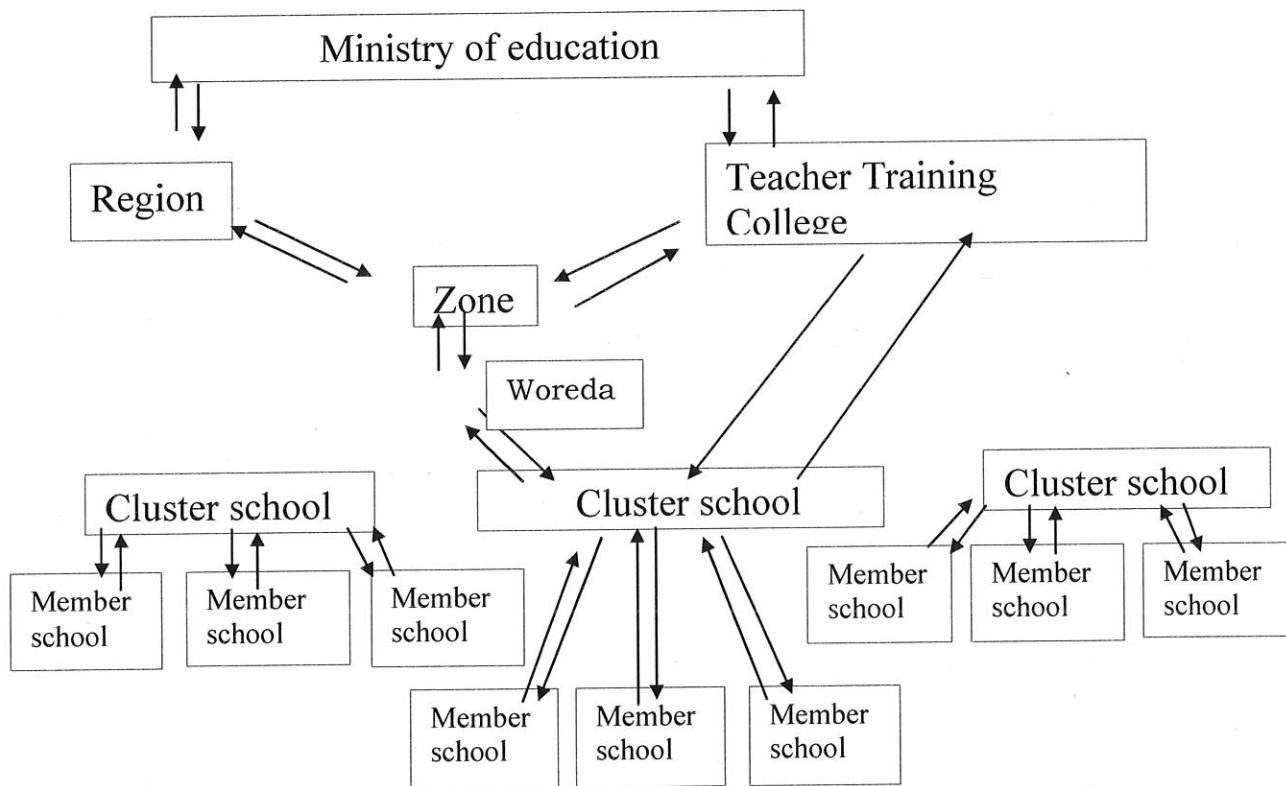 Ministry of education
Region
Teacher Training
College
Zone
Woreda
Cluster school
Cluster school
Cluster school
Member
school
Member
school
Member
school
Member
school
Member
school
Member
school
Member
school
Member
school
Member
school